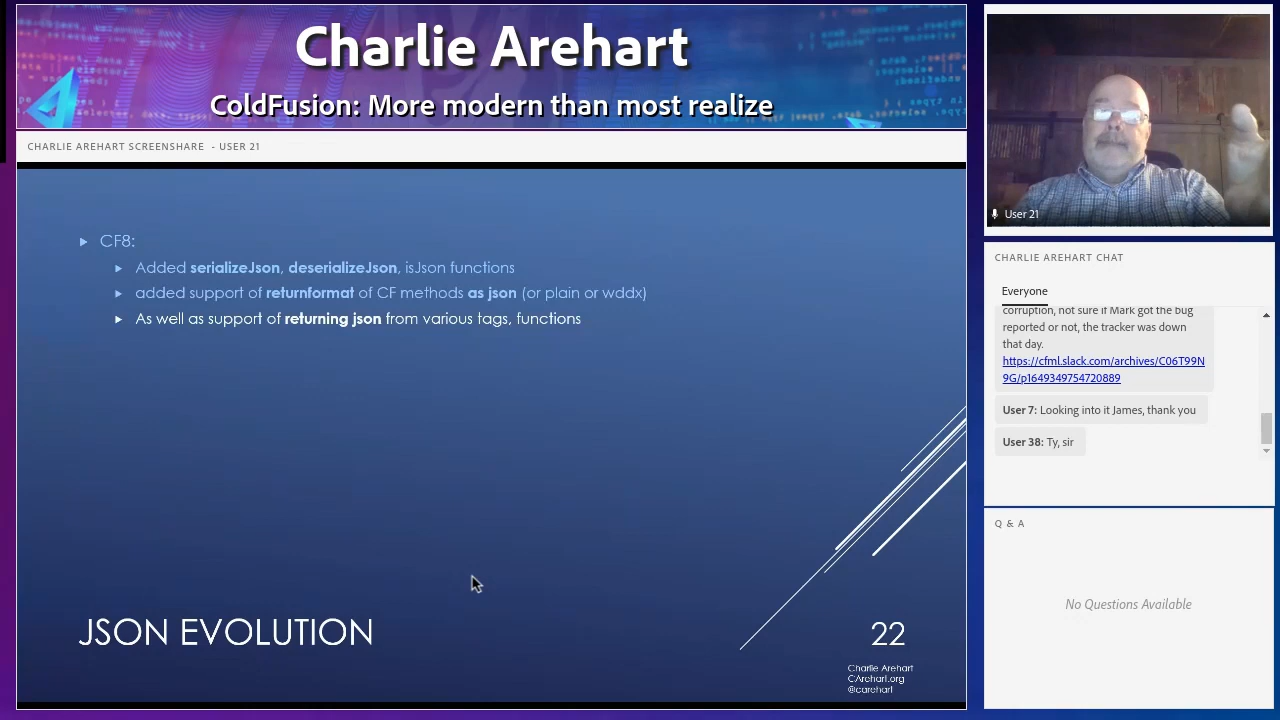 Charlie Arehart
ColdFusion: More modern than most realize
CHARLIE AREHART SCREENSHARE - USER 21
CF8:
Added serializeJson, deserializeJson, isJson functions
added support of returnformat of CF methods as json (or plain or wddx)
As well as support of returning json from various tags, functions
JSON EVOLUTION
22
Charlie Arehart
CArehart.org
@carehart
User 21
CHARLIE AREHART CHAT
Everyone
corruption, not sure if Mark got the bug
reported or not, the tracker was down
that day.
https://cfml.slack.com/archives/C06T99N
9G/p1649349754720889
User 7: Looking into it James, thank you
User 38: Ty, sir
Q & A
No Questions Available